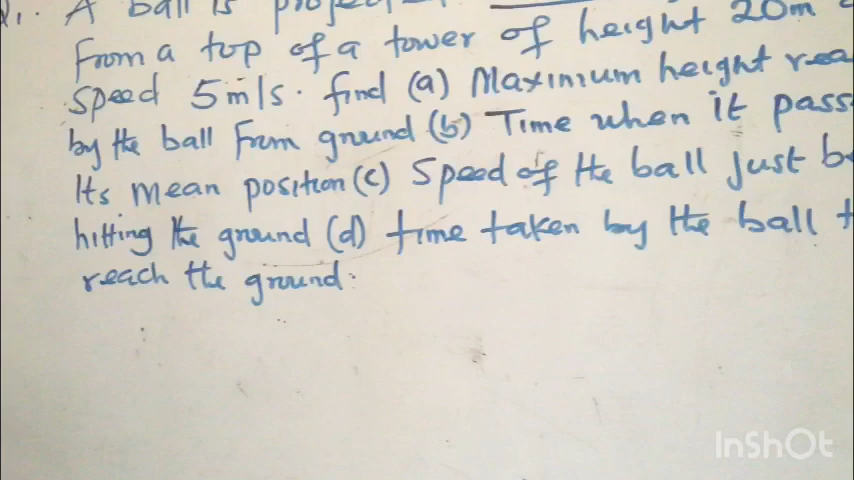 A ball is
From a top of a tower of height 20m
speed 5m/s. find (a) Maximum height
by the ball From ground (b) Time when it
Its mean position (c) Speed of the ball just
hitting the ground (d) time taken by the ball
reach the ground.
InShOt